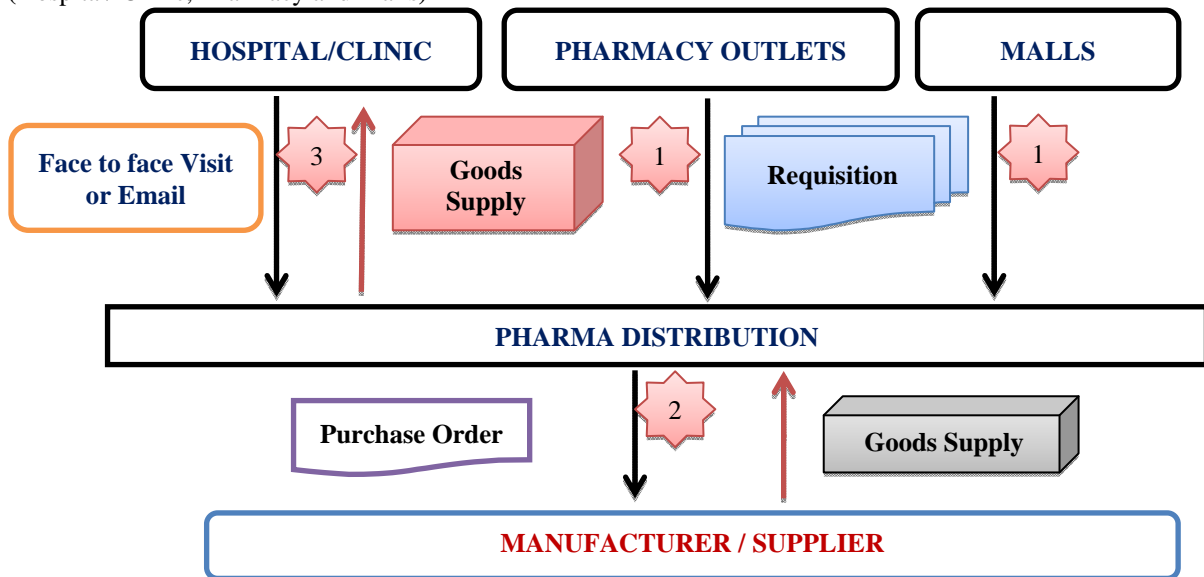 HOSPITAL/CLINIC
PHARMACY OUTLETS
MALLS
Face to face Visit
or Email
3
Goods
Supply
1
Requisition
1
PHARMA DISTRIBUTION
Purchase Order
2
Goods Supply
MANUFACTURER / SUPPLIER